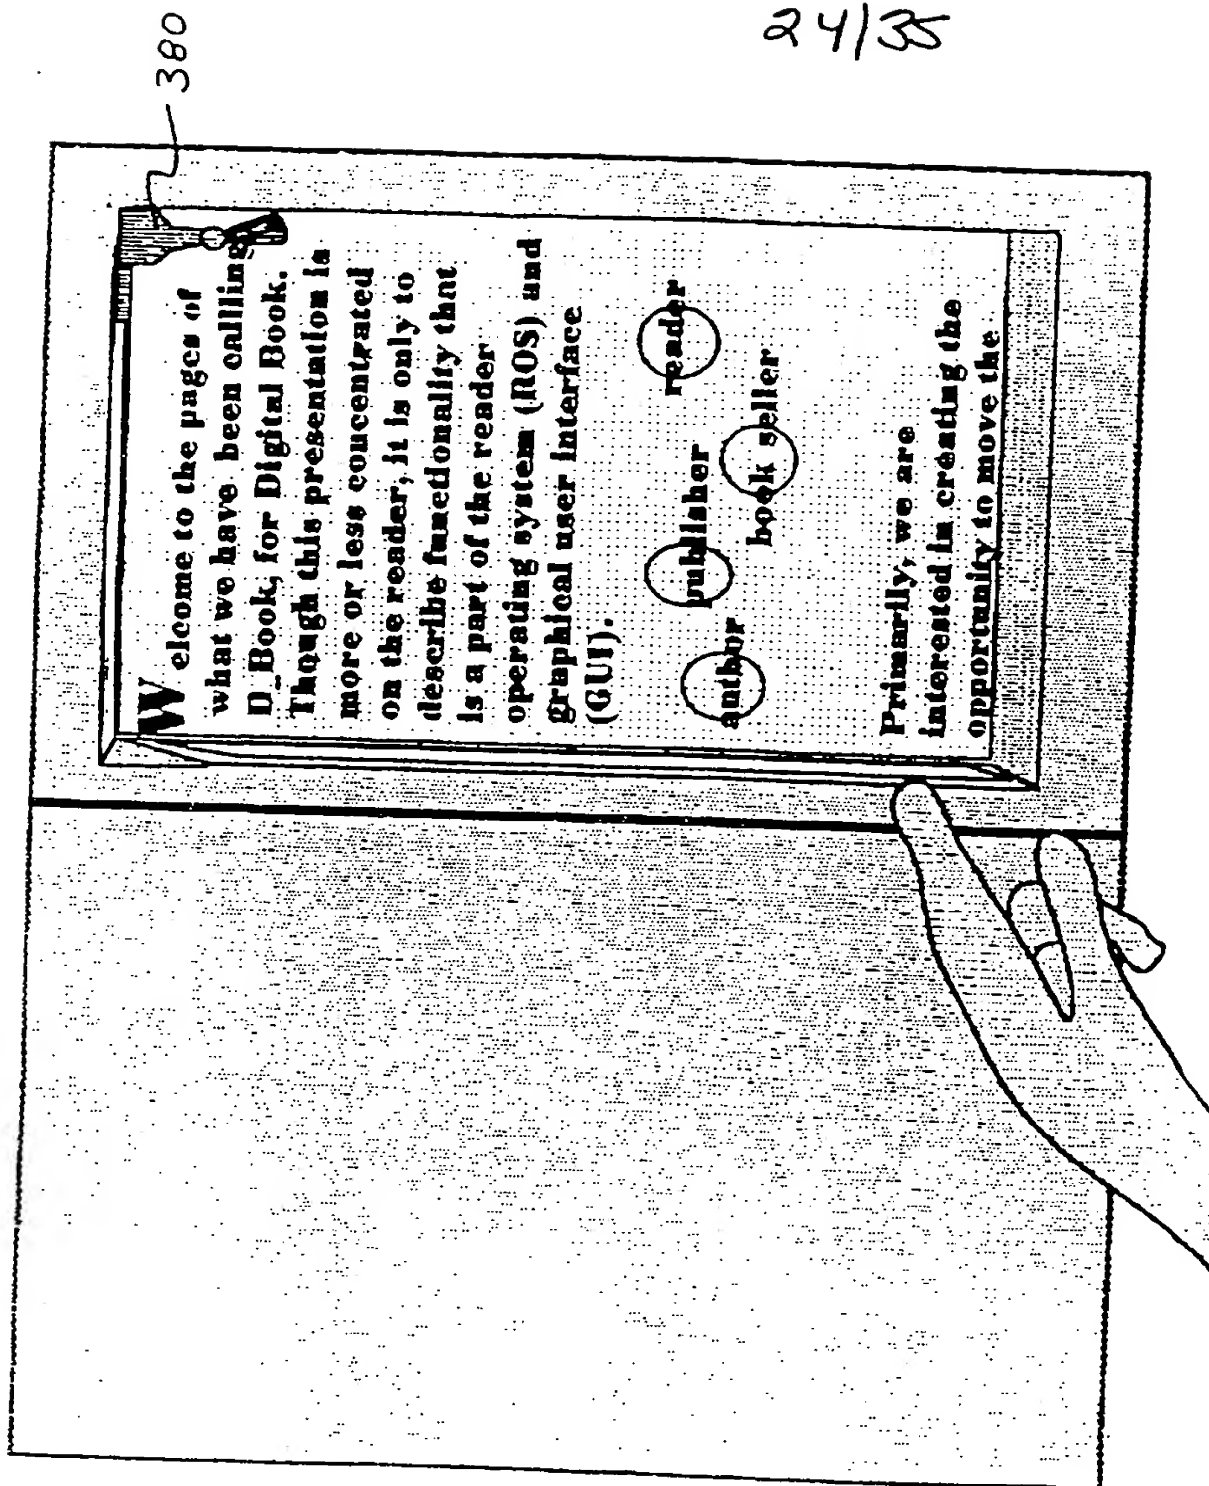 24/35
380
Welcome to the pages of
what we have been callling
D_Book, for Digital Book.
Though this presentation is
more or less concentrated
on the reader, it is only to
describe functionality that
is a part of the reader
operating system (ROS) and
graphical user interface
(GUI).
author
publisher
book seller
reader
Primarily, we are
interested in creating the
opportunity to move the